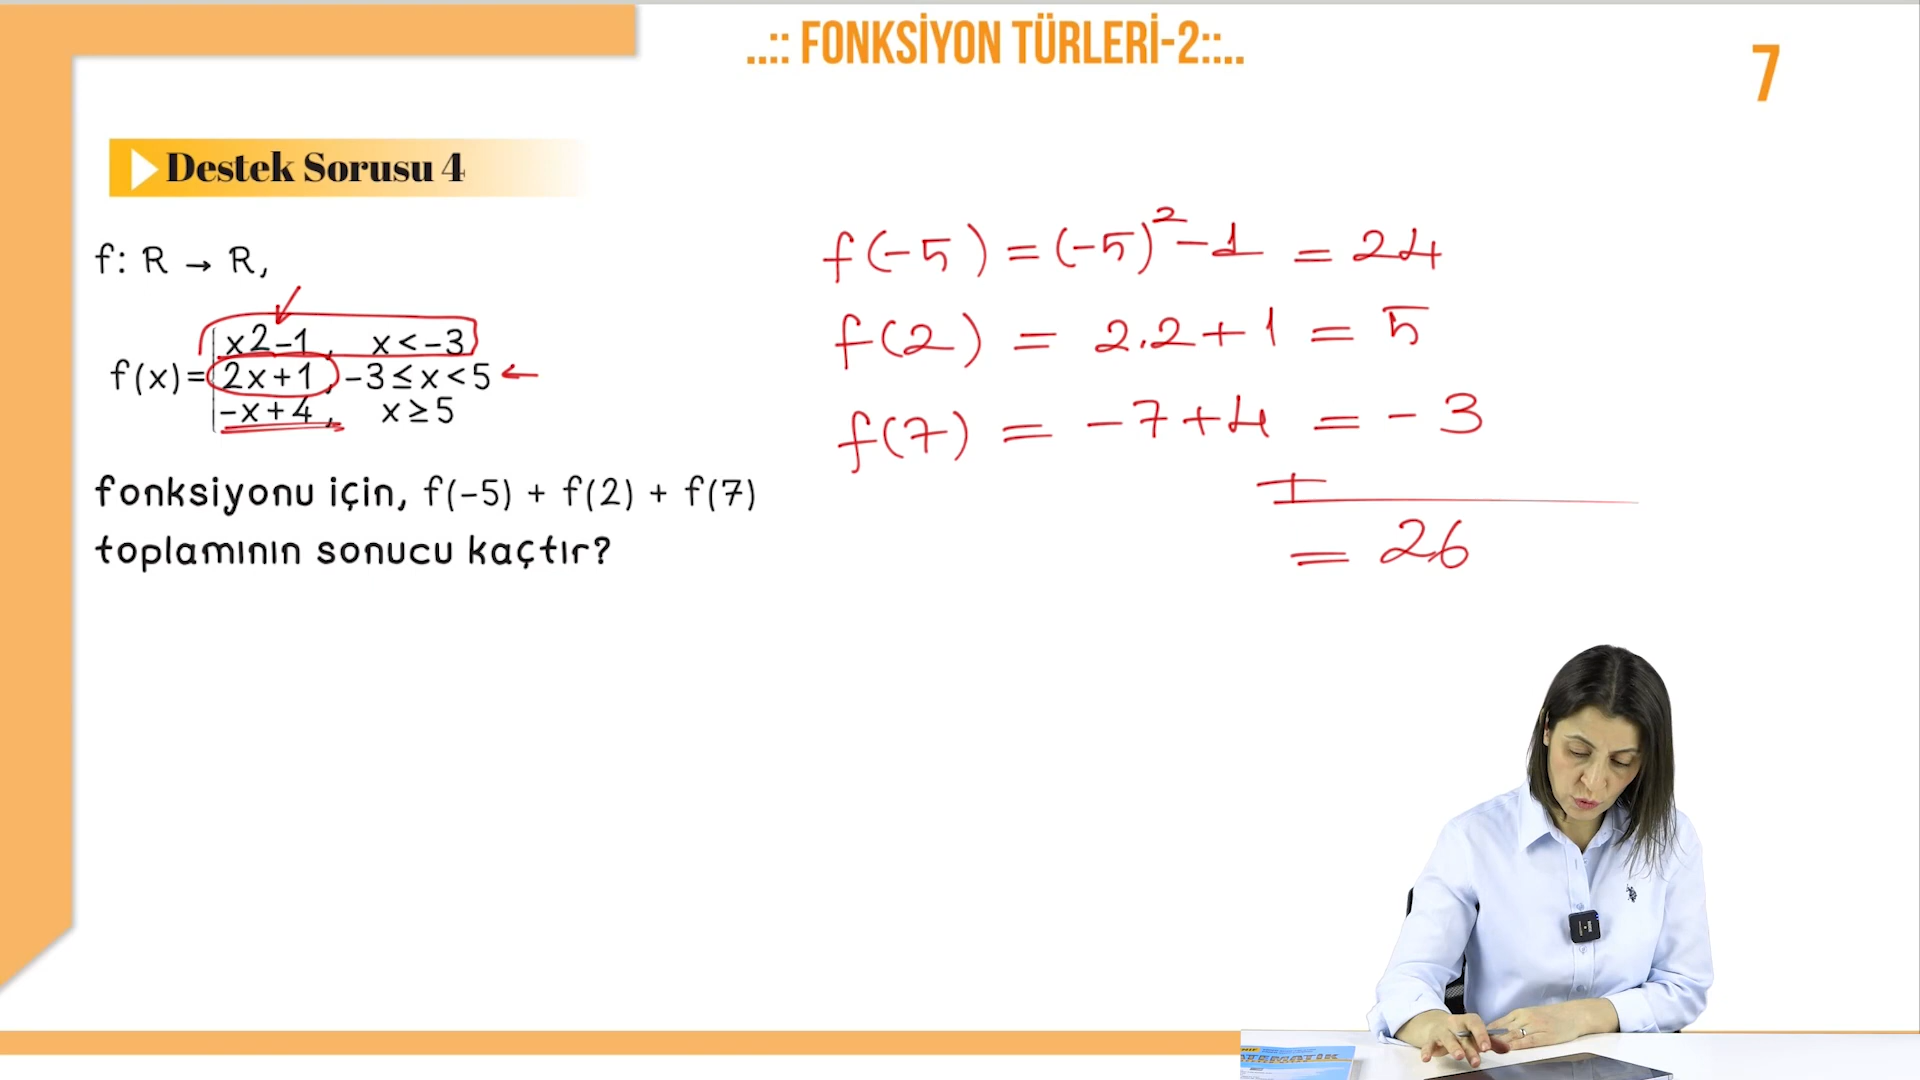 ..:: FONKSİYON TÜRLERİ-2::..
7
Destek Sorusu 4
f: R → R,
x2-1, x<-3
f(x)= 2x+1, -3≤x<5
-x+4, x≥5
fonksiyonu için, f(-5) + f(2) + f(7)
toplamının sonucu kaçtır?
f(-5) = (-5)²-1 = 24
f(2) = 2.2+1 = 5
f(7) = -7+4 = -3
+
= 26